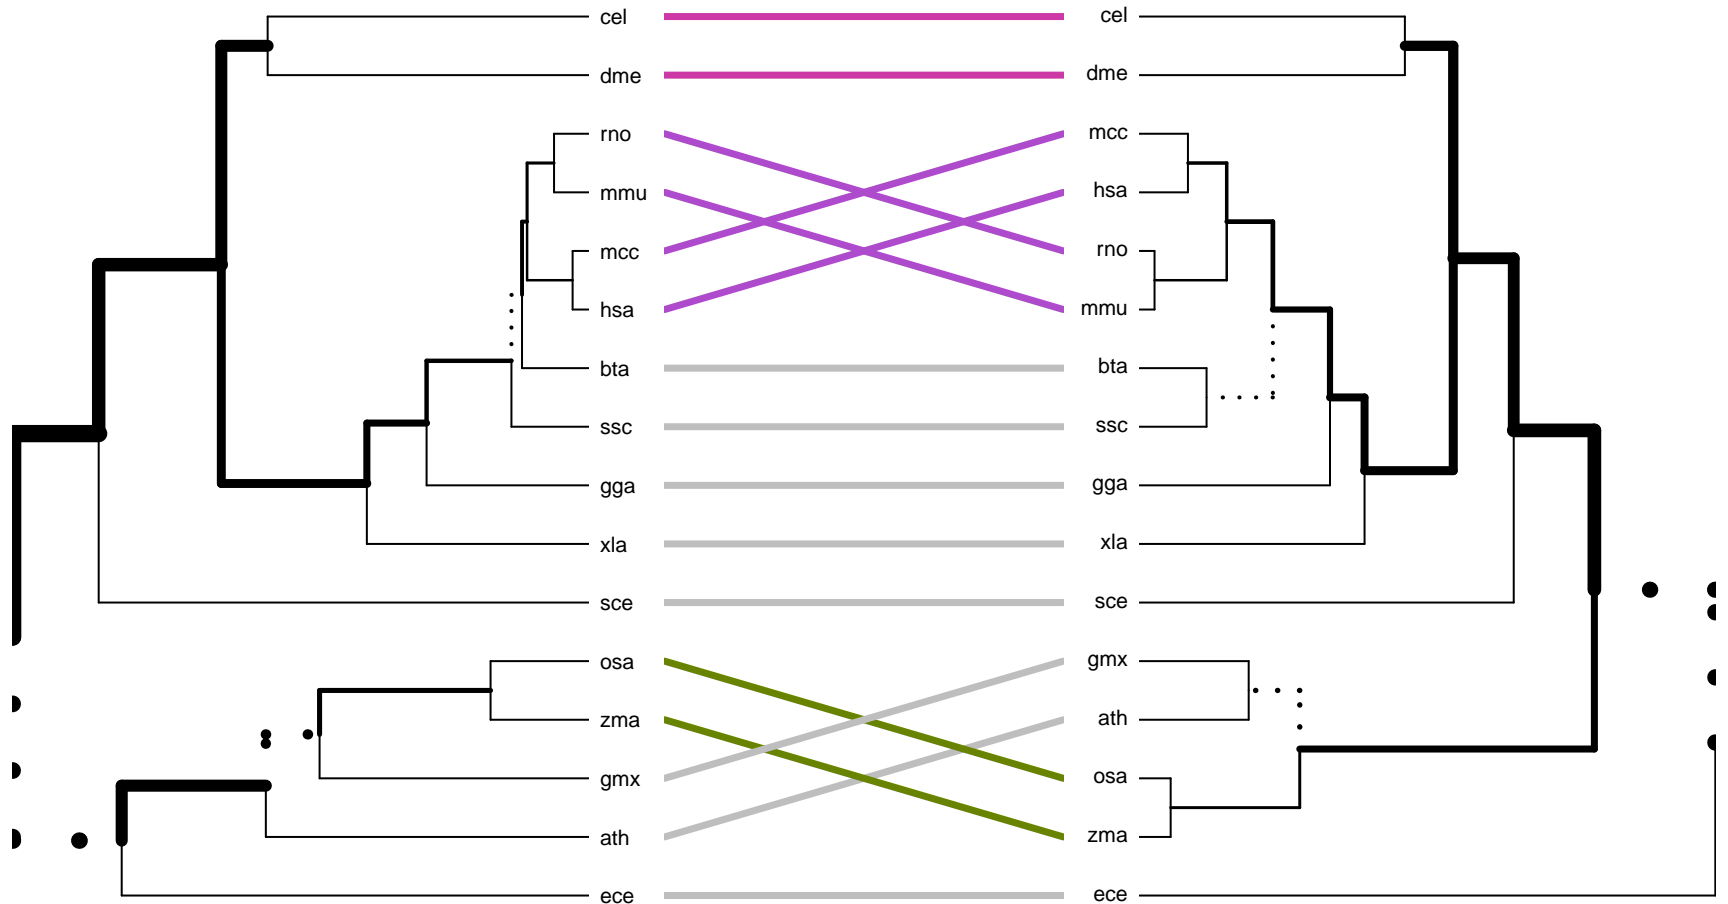 cel cel
dme dme
rno mcc
mmu hsa
mcc rno
hsa mmu
bta bta
ssc ssc
gga gga
xla xla
sce sce
osa gmx
zma ath
gmx osa
ath zma
ece ece